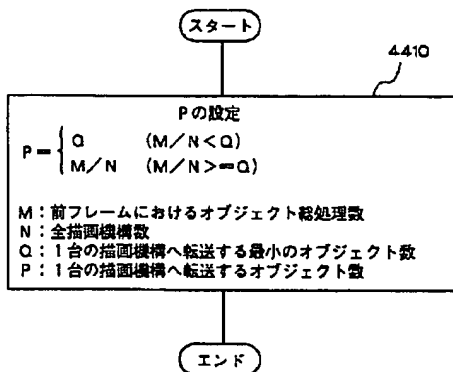 スタート
4410
Pの設定
P= { Q (M/N<Q)
M/N (M/N>=Q)
M:前フレームにおけるオブジェクト総処理数
N:全描画機構数
Q:1台の描画機構へ転送する最小のオブジェクト数
P:1台の描画機構へ転送するオブジェクト数
エンド